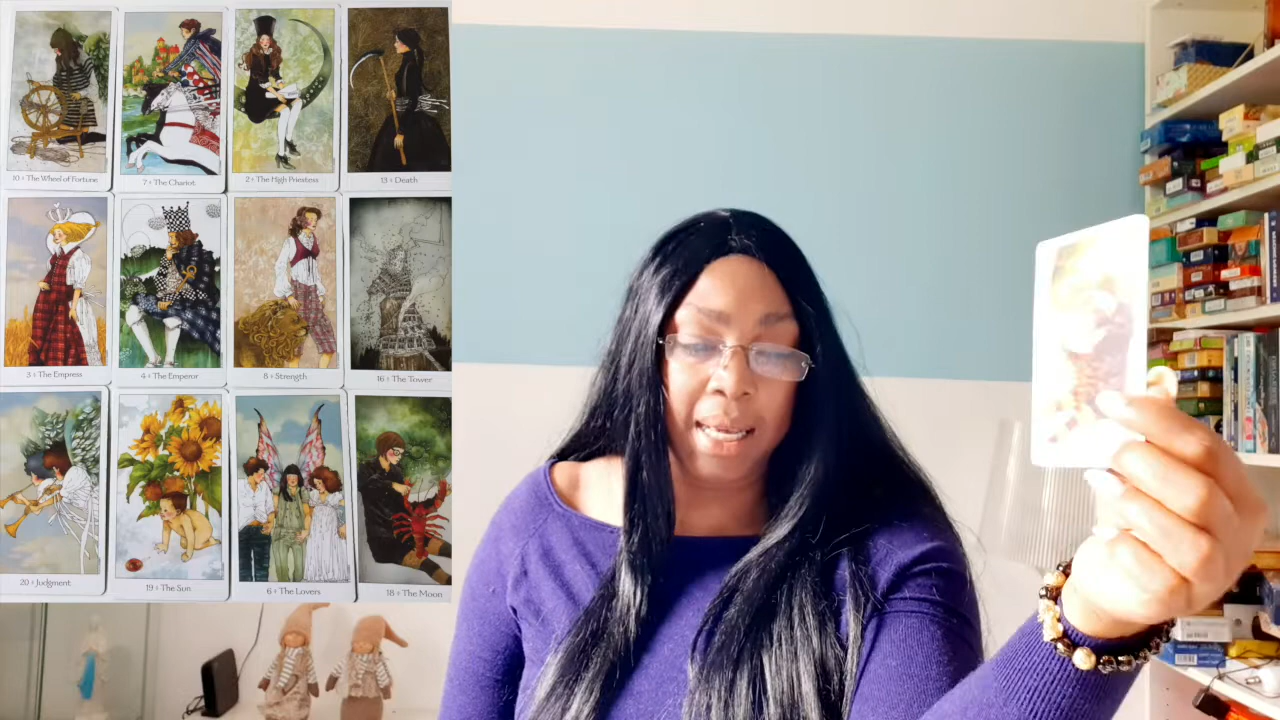 10 ⚬ The Wheel of Fortune
7 ⚬ The Chariot
2 ⚬ The High Priestess
13 ⚬ Death
3 ⚬ The Empress
4 ⚬ The Emperor
8 ⚬ Strength
16 ⚬ The Tower
20 ⚬ Judgment
19 ⚬ The Sun
6 ⚬ The Lovers
18 ⚬ The Moon